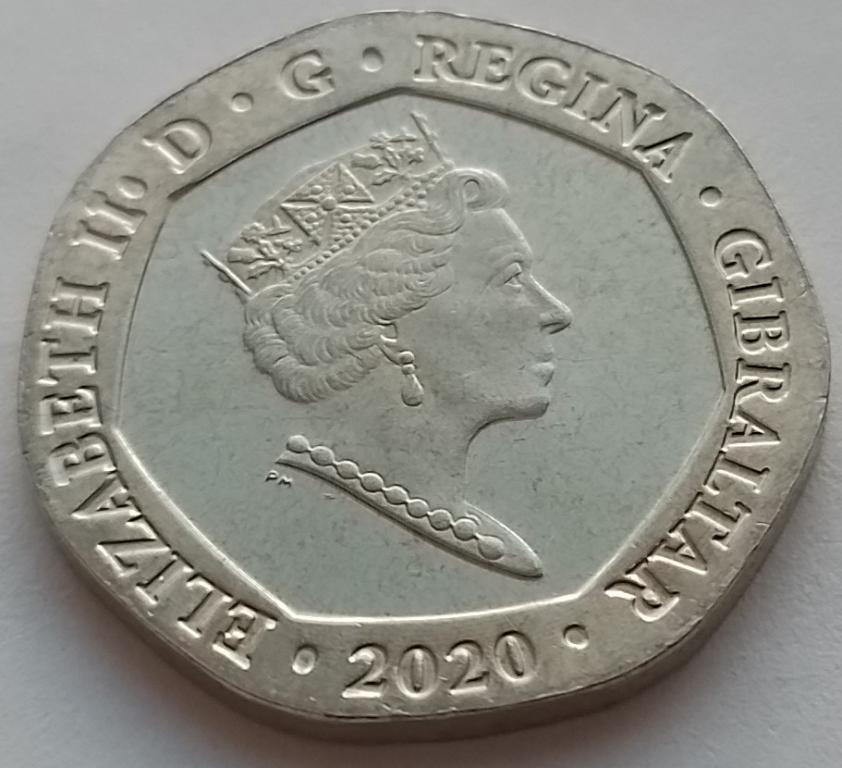 ELIZABETH II · D · G · REGINA · GIBRALTAR · 2020 ·
PM